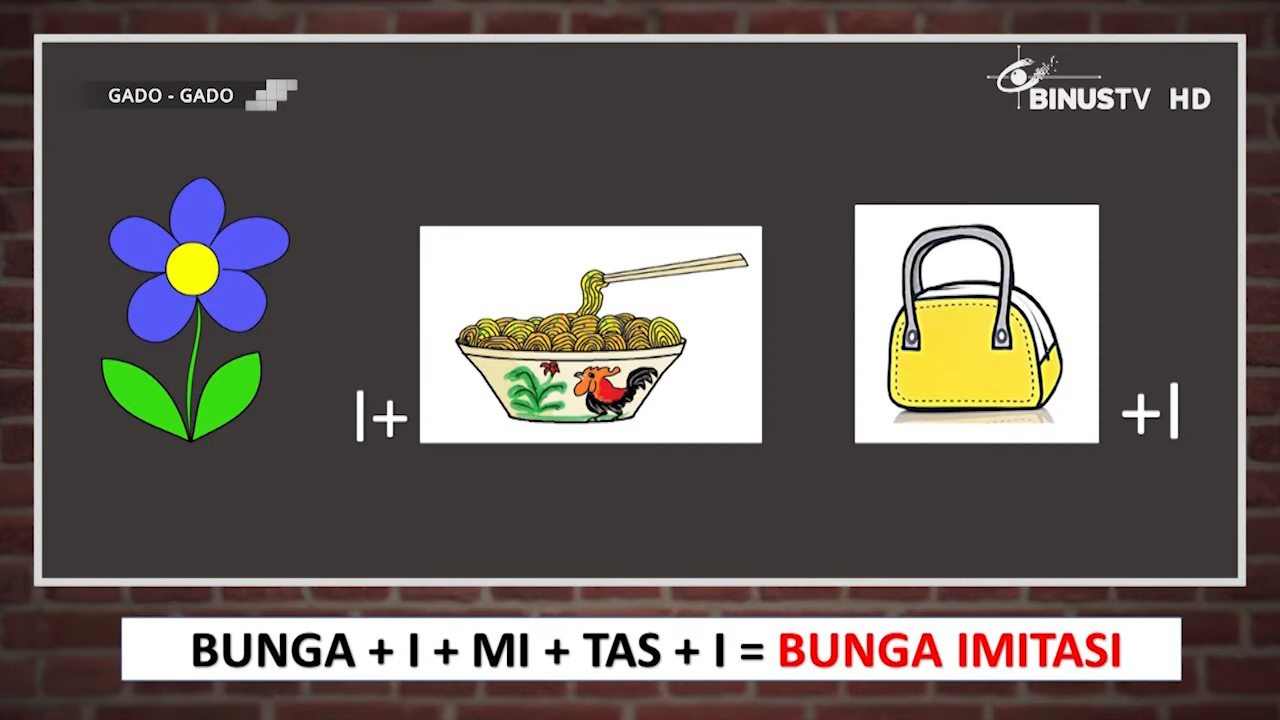 GADO - GADO
BINUSTV HD
I+
+I
BUNGA + I + MI + TAS + I = BUNGA IMITASI